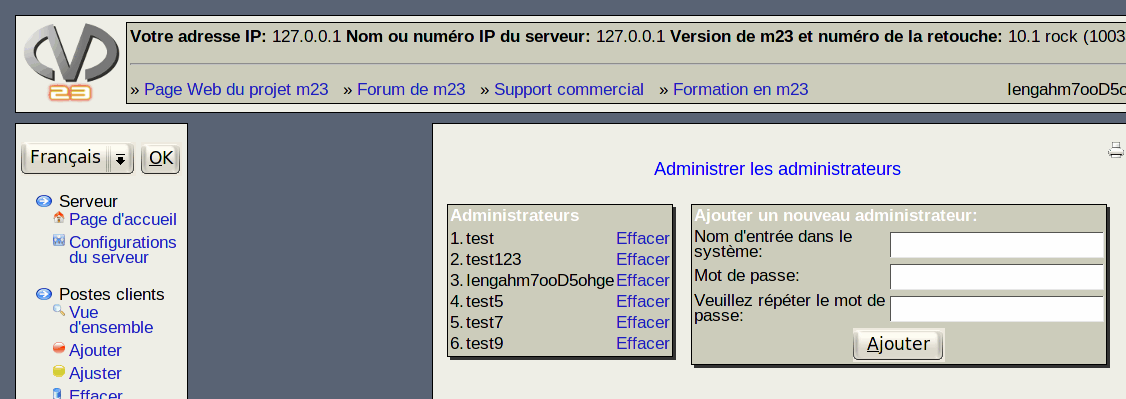 Votre adresse IP: 127.0.0.1 Nom ou numéro IP du serveur: 127.0.0.1 Version de m23 et numéro de la retouche: 10.1 rock (1003
» Page Web du projet m23 » Forum de m23 » Support commercial » Formation en m23 Iengahm7ooD5o
23
Français OK
Serveur
Page d'accueil
Configurations
du serveur
Postes clients
Vue
d'ensemble
Ajouter
Ajuster
Effacer
Administrer les administrateurs
Administrateurs
1. test Effacer
2. test123 Effacer
3. Iengahm7ooD5ohge Effacer
4. test5 Effacer
5. test7 Effacer
6. test9 Effacer
Ajouter un nouveau administrateur:
Nom d'entrée dans le
système:
Mot de passe:
Veuillez répéter le mot de
passe:
Ajouter